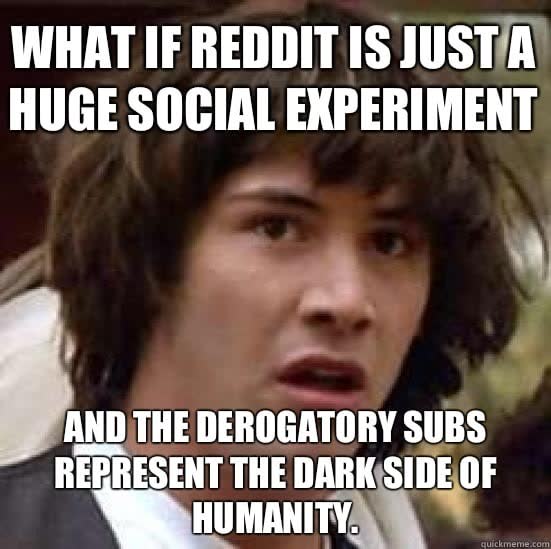 WHAT IF REDDIT IS JUST A
HUGE SOCIAL EXPERIMENT
AND THE DEROGATORY SUBS
REPRESENT THE DARK SIDE OF
HUMANITY.
quickmeme.com